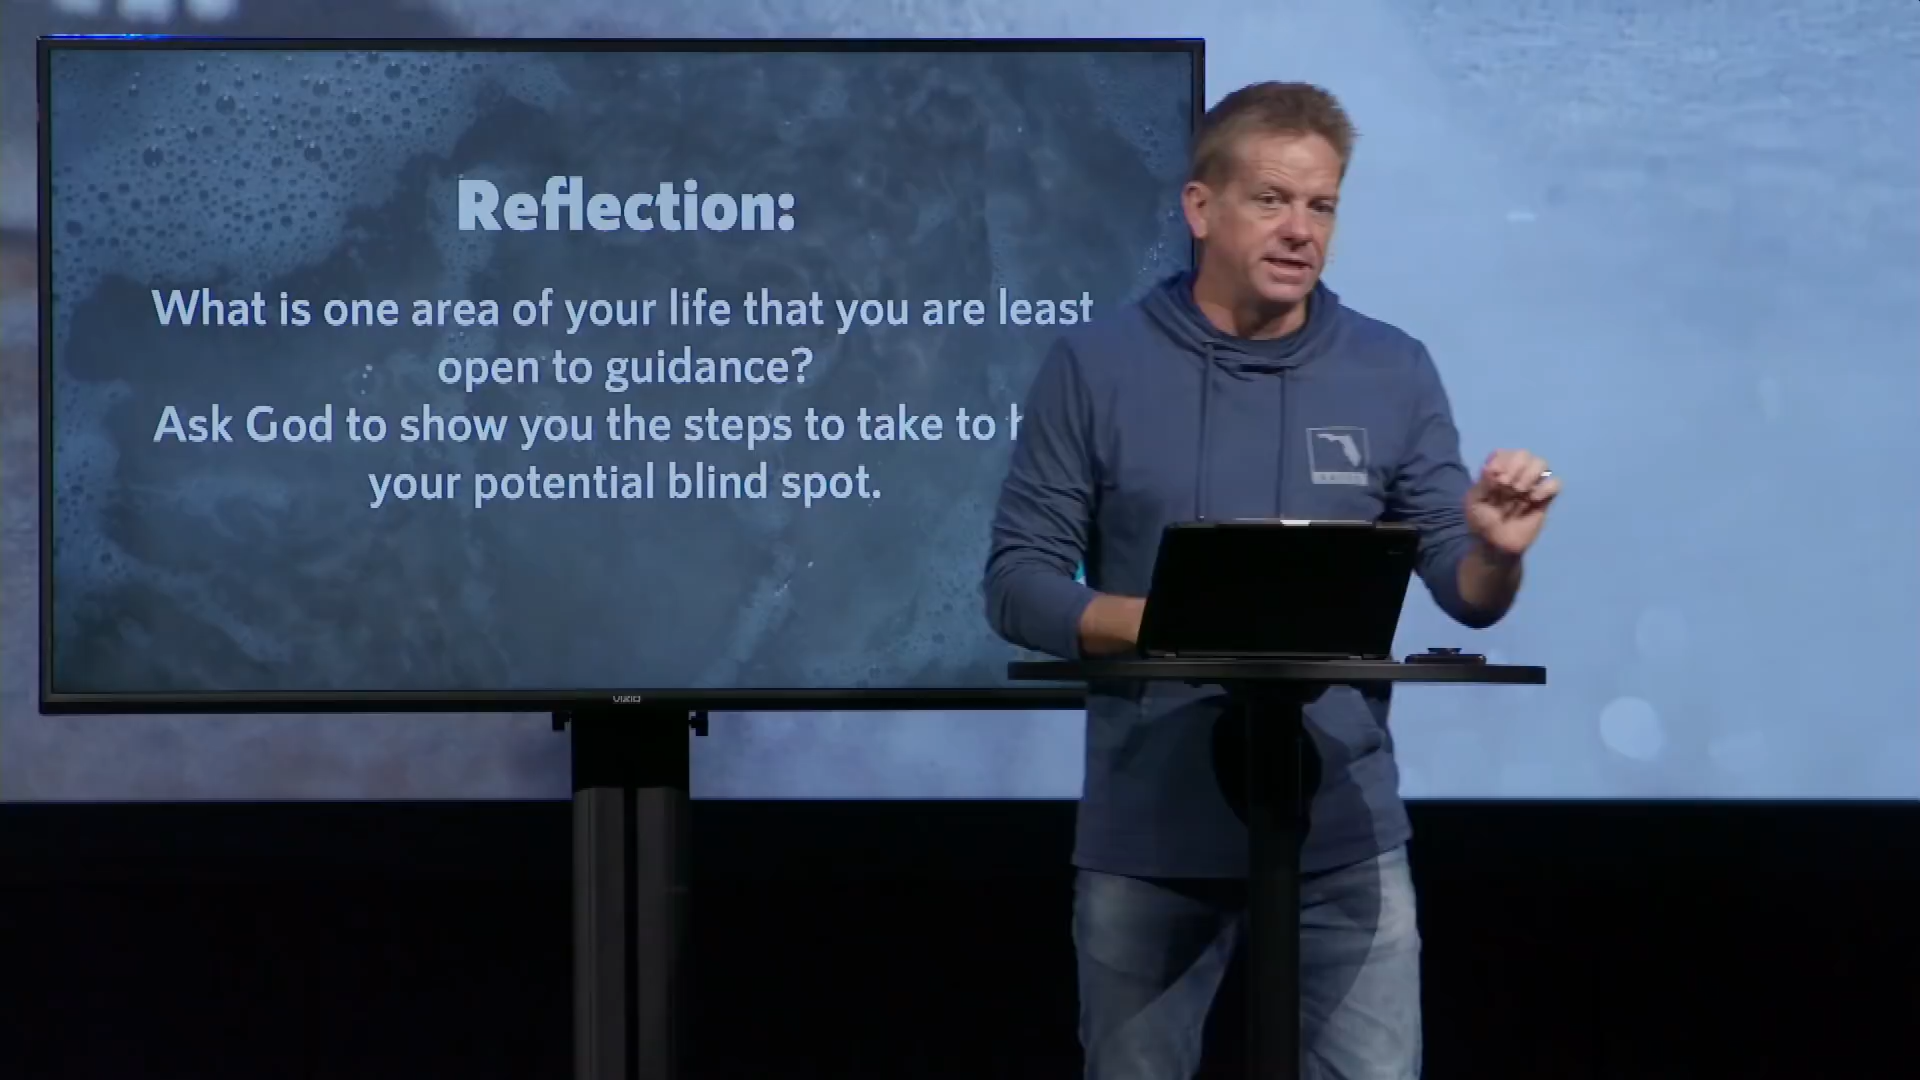 Reflection:
What is one area of your life that you are least
open to guidance?
Ask God to show you the steps to take to
your potential blind spot.
VIZIO